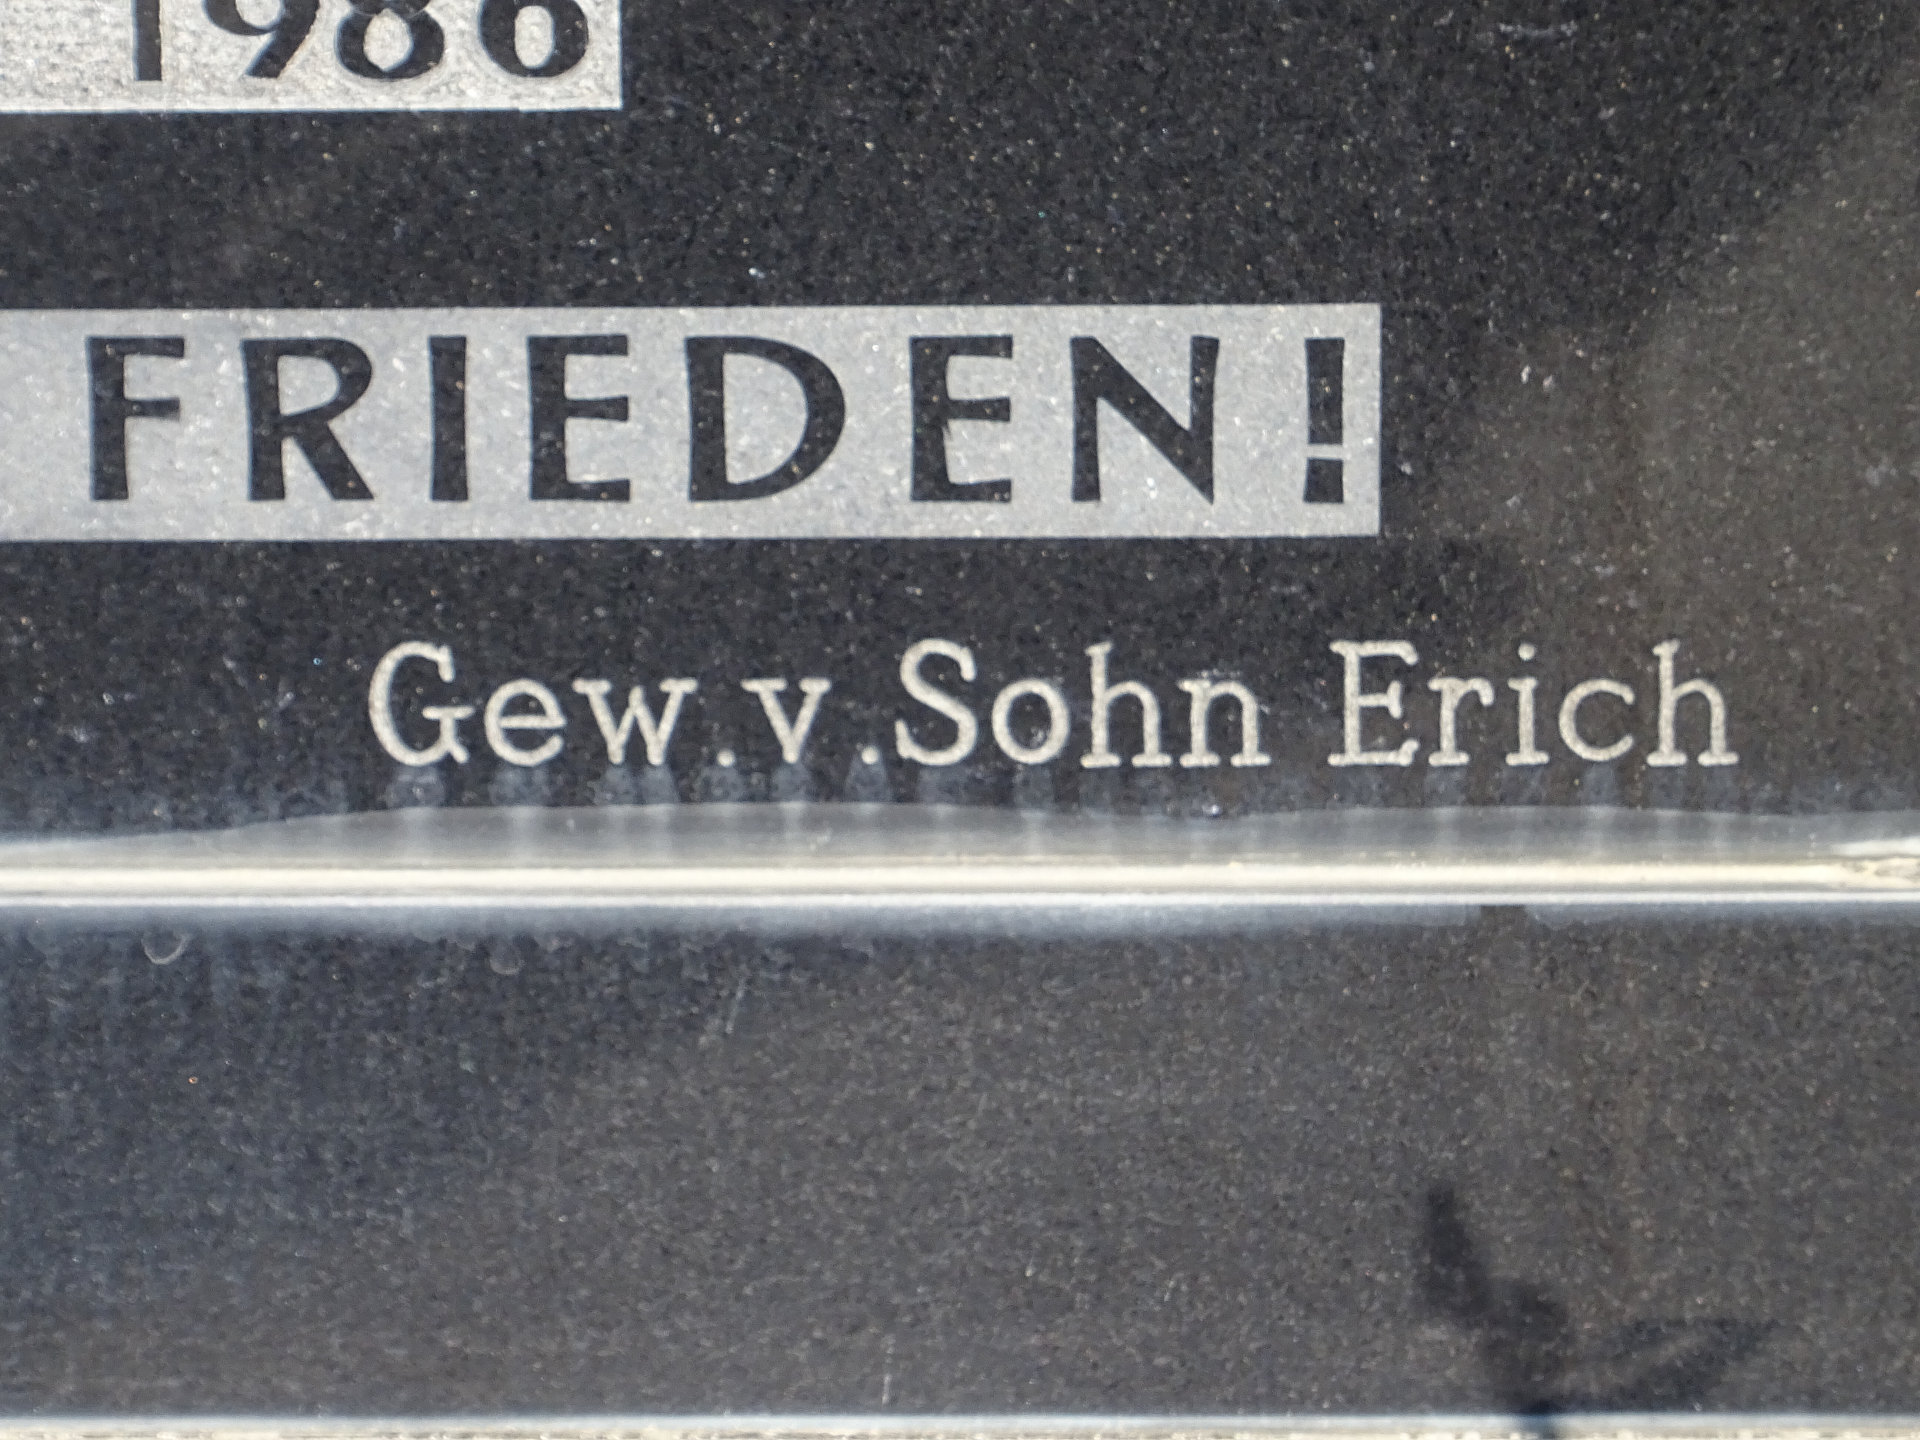 1986
FRIEDEN!
Gew.v.Sohn Erich